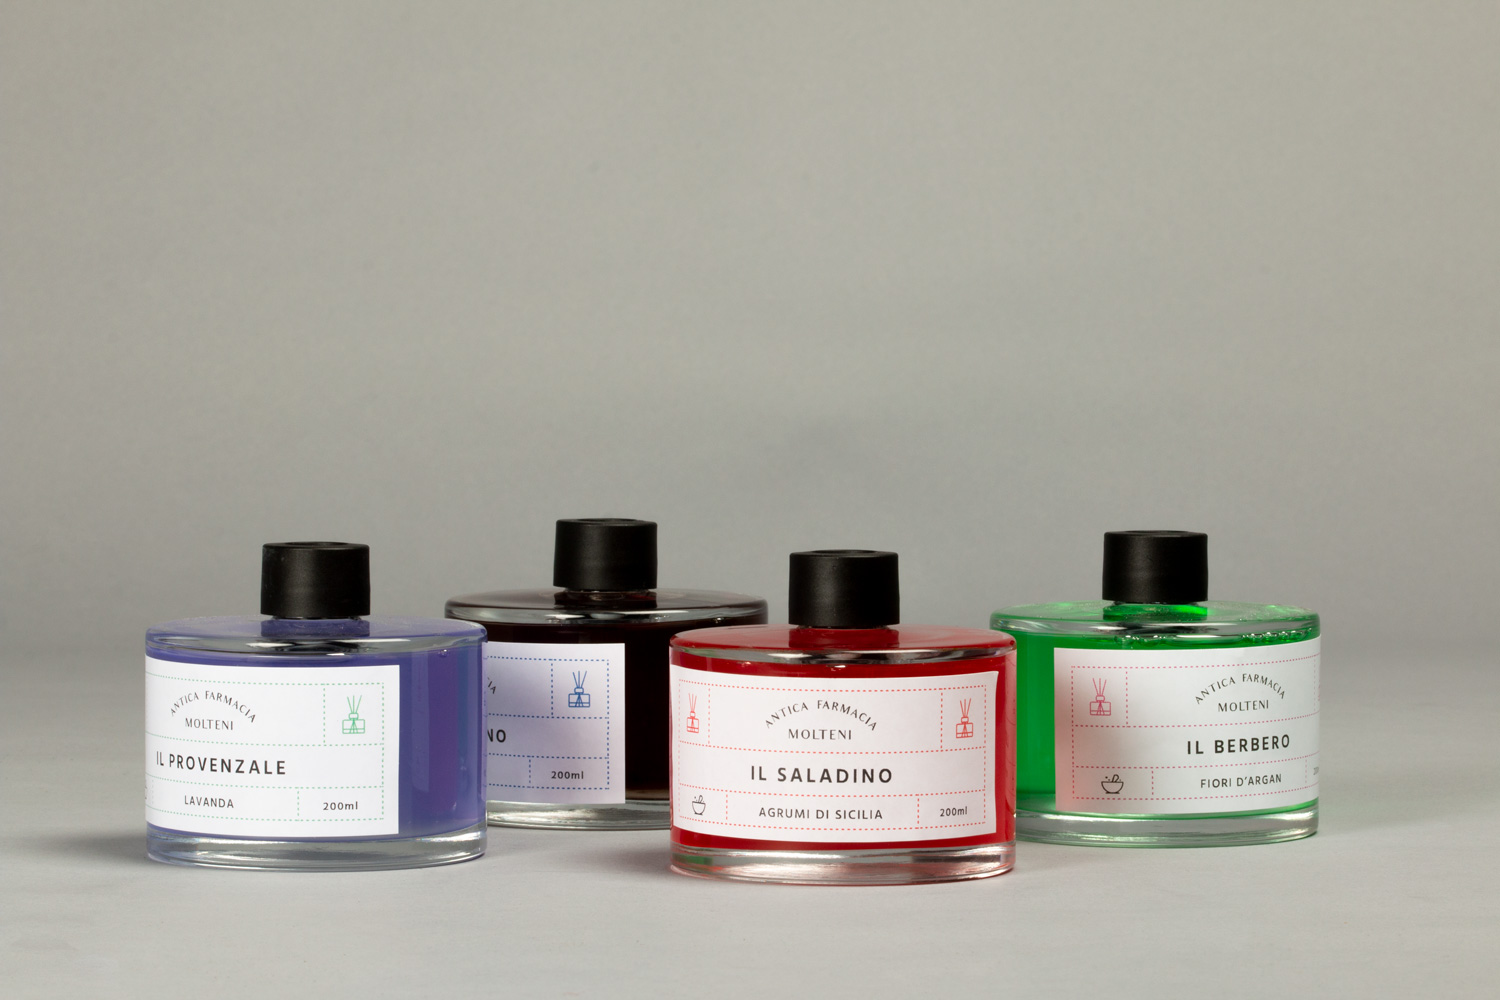 ANTICA FARMACIA
MOLTENI
IL PROVENZALE
LAVANDA
200ml
NO
200ml
ANTICA FARMACIA
MOLTENI
IL SALADINO
AGRUMI DI SICILIA
200ml
ANTICA FARMACIA
MOLTENI
IL BERBERO
FIORI D'ARGAN